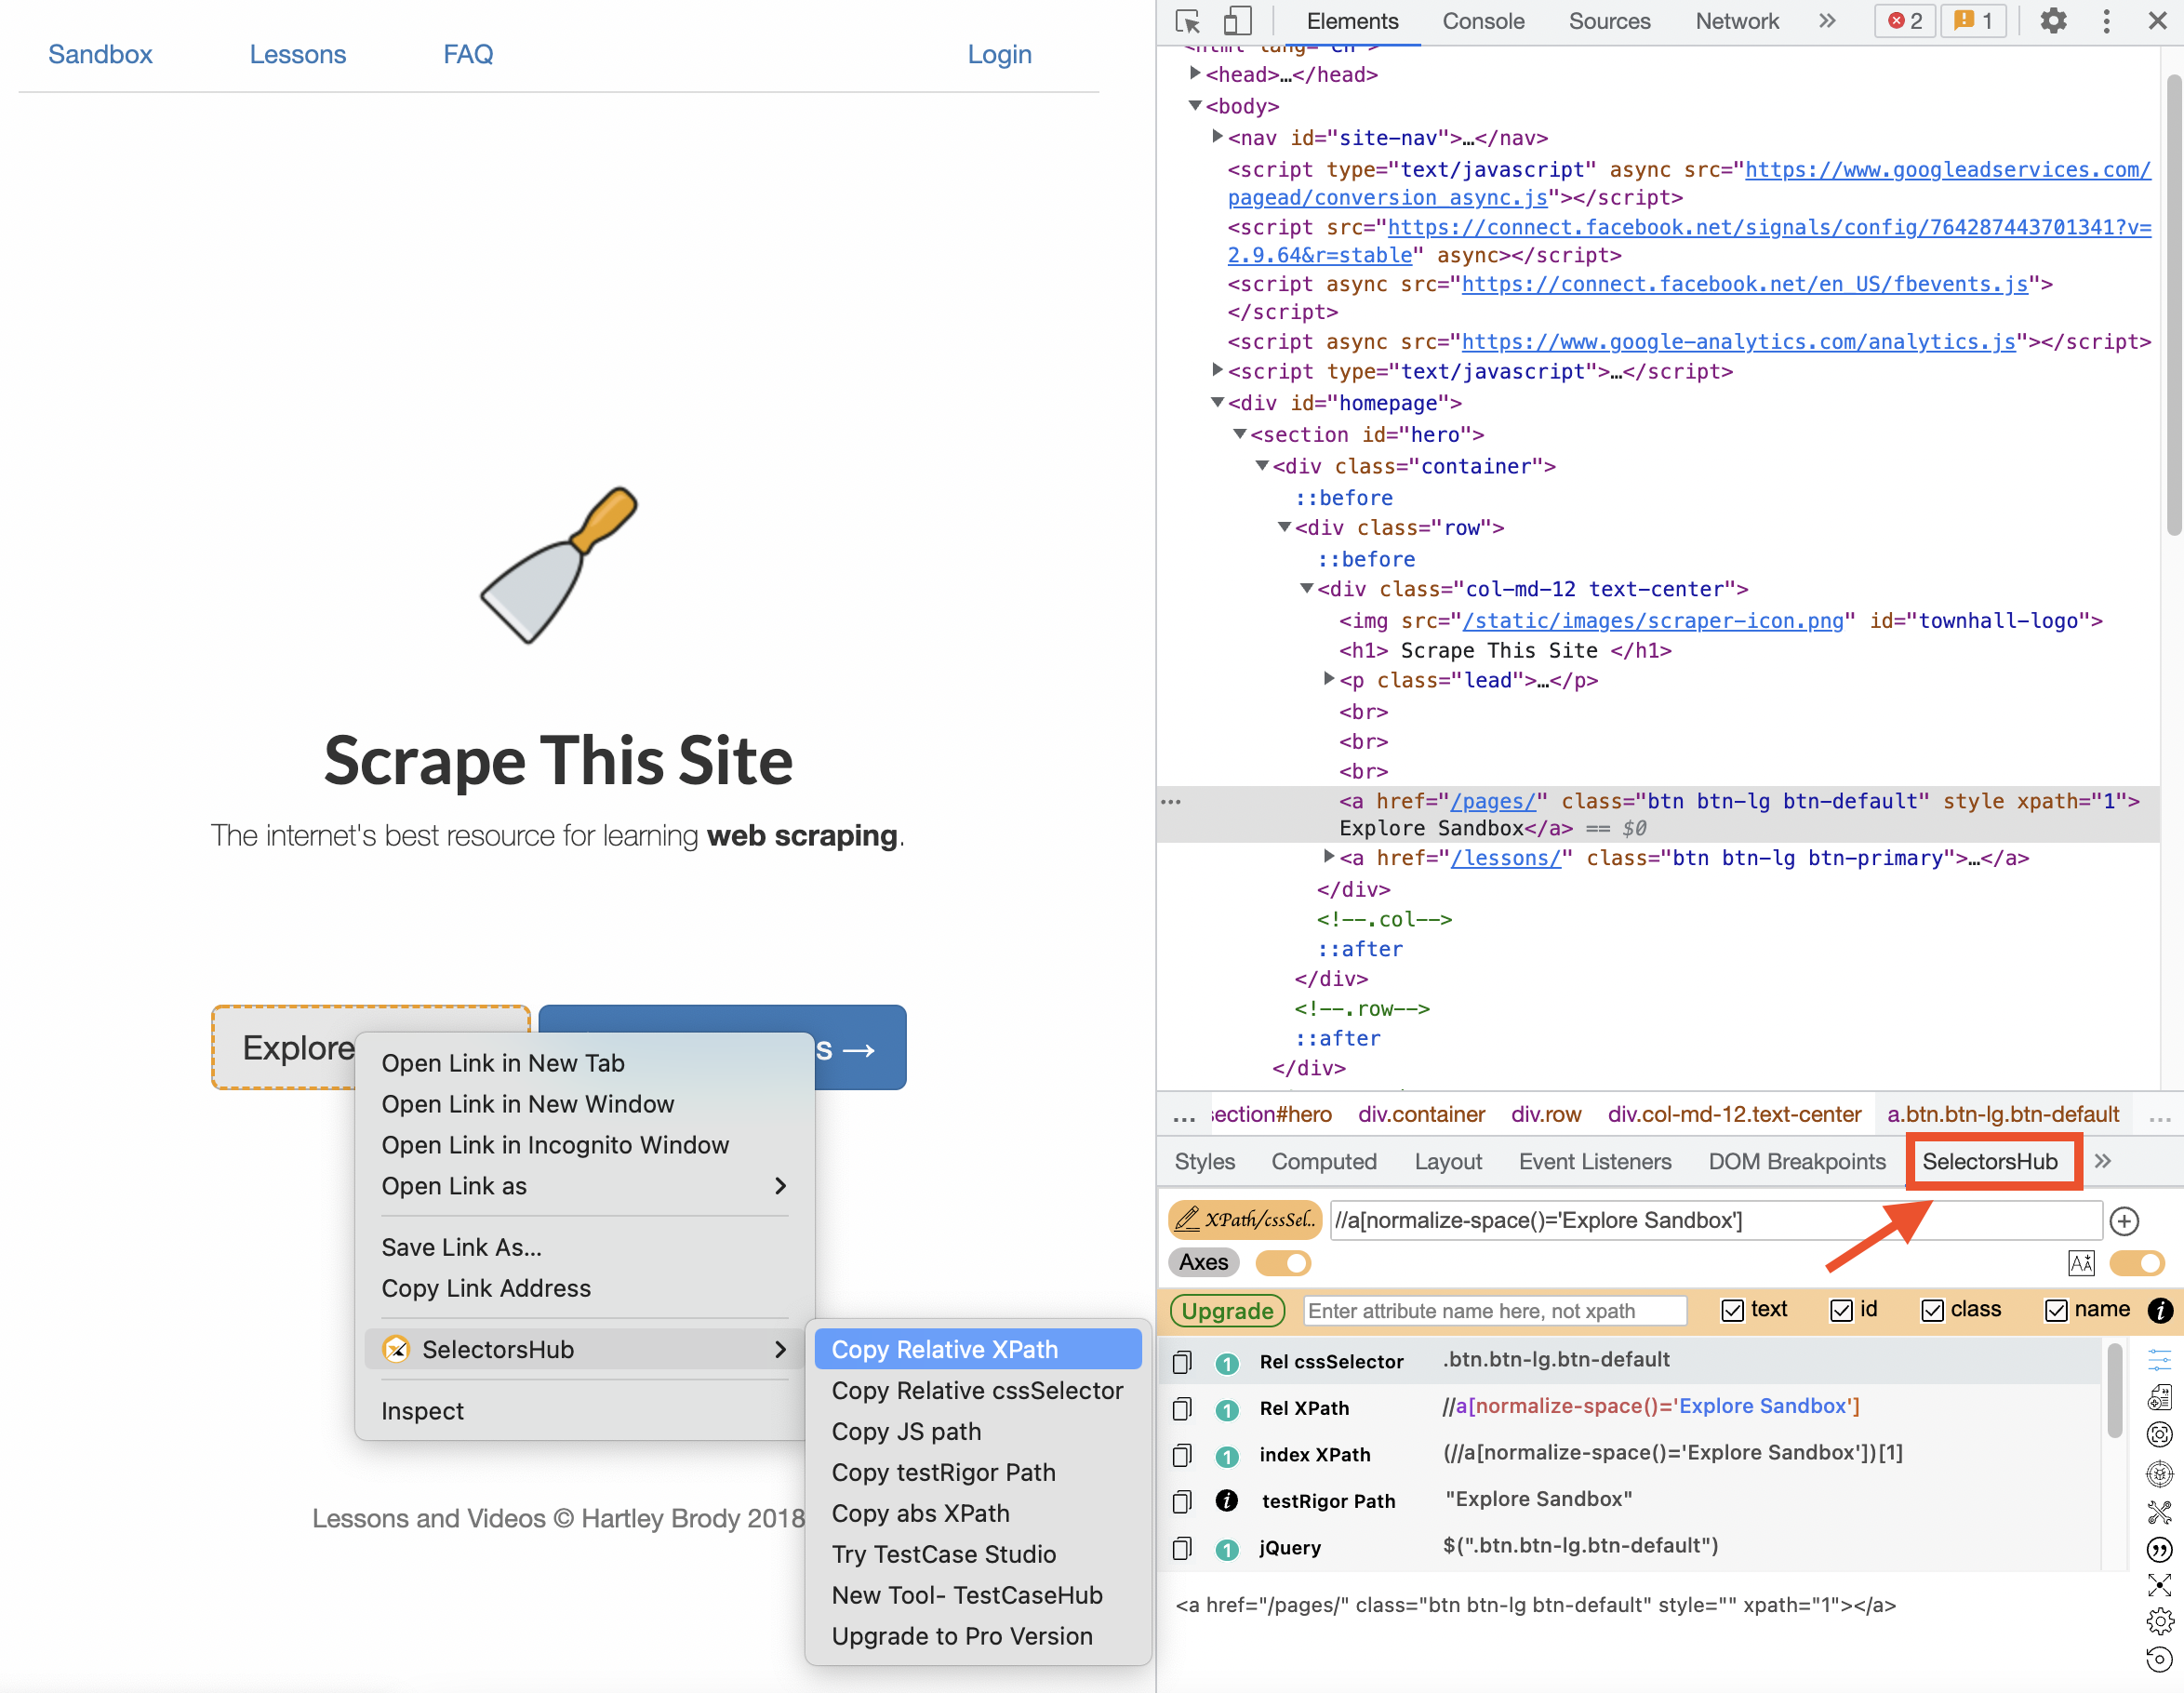 Sandbox Lessons FAQ Login
Scrape This Site
The internet's best resource for learning web scraping.
Explore
s →
Open Link in New Tab
Open Link in New Window
Open Link in Incognito Window
Open Link as
Save Link As...
Copy Link Address
SelectorsHub
Inspect
Copy Relative XPath
Copy Relative cssSelector
Copy JS path
Copy testRigor Path
Copy abs XPath
Try TestCase Studio
New Tool- TestCaseHub
Upgrade to Pro Version
Lessons and Videos © Hartley Brody 2018
Elements Console Sources Network » 2 1
<html lang="en">
<head>…</head>
<body>
<nav id="site-nav">…</nav>
<script type="text/javascript" async src="https://www.googleadservices.com/
pagead/conversion_async.js"></script>
<script src="https://connect.facebook.net/signals/config/764287443701341?v=
2.9.64&r=stable" async></script>
<script async src="https://connect.facebook.net/en_US/fbevents.js">
</script>
<script async src="https://www.google-analytics.com/analytics.js"></script>
<script type="text/javascript">…</script>
<div id="homepage">
<section id="hero">
<div class="container">
::before
<div class="row">
::before
<div class="col-md-12 text-center">
<img src="/static/images/scraper-icon.png" id="townhall-logo">
<h1> Scrape This Site </h1>
<p class="lead">…</p>
<br>
<br>
<br>
<a href="/pages/" class="btn btn-lg btn-default" style xpath="1">
Explore Sandbox</a> == $0
<a href="/lessons/" class="btn btn-lg btn-primary">…</a>
</div>
<!--.col-->
::after
</div>
<!--.row-->
::after
</div>
... section#hero div.container div.row div.col-md-12.text-center a.btn.btn-lg.btn-default ...
Styles Computed Layout Event Listeners DOM Breakpoints SelectorsHub »
XPath/cssSel.. //a[normalize-space()='Explore Sandbox']
Axes
Upgrade Enter attribute name here, not xpath text id class name
1 Rel cssSelector .btn.btn-lg.btn-default
1 Rel XPath //a[normalize-space()='Explore Sandbox']
1 index XPath (//a[normalize-space()='Explore Sandbox'])[1]
testRigor Path "Explore Sandbox"
1 jQuery $(".btn.btn-lg.btn-default")
<a href="/pages/" class="btn btn-lg btn-default" style="" xpath="1"></a>